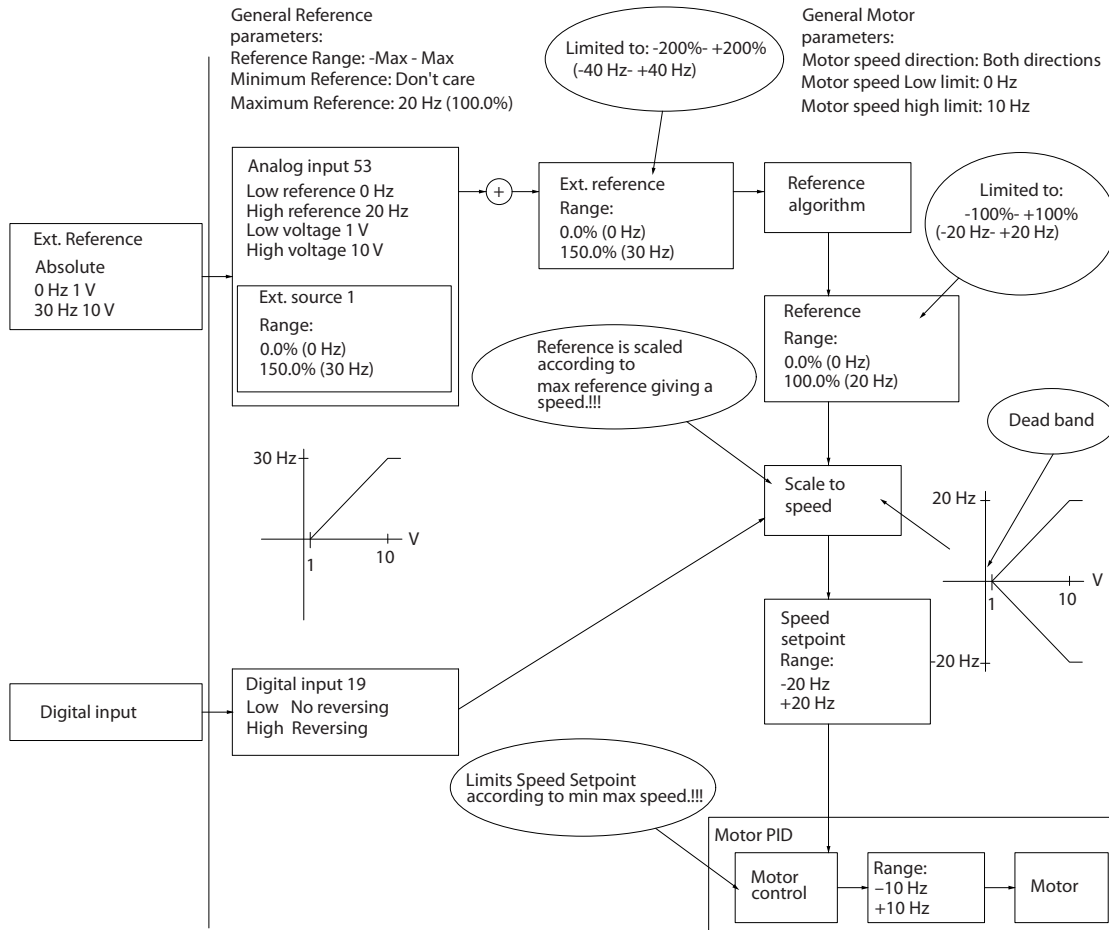 General Reference
parameters:
Reference Range: -Max - Max
Minimum Reference: Don't care
Maximum Reference: 20 Hz (100.0%)
Limited to: -200%- +200%
(-40 Hz- +40 Hz)
General Motor
parameters:
Motor speed direction: Both directions
Motor speed Low limit: 0 Hz
Motor speed high limit: 10 Hz
Ext. Reference
Absolute
0 Hz 1 V
30 Hz 10 V
Analog input 53
Low reference 0 Hz
High reference 20 Hz
Low voltage 1 V
High voltage 10 V
Ext. source 1
Range:
0.0% (0 Hz)
150.0% (30 Hz)
+
Ext. reference
Range:
0.0% (0 Hz)
150.0% (30 Hz)
Reference
algorithm
Limited to:
-100%- +100%
(-20 Hz- +20 Hz)
Reference
Range:
0.0% (0 Hz)
100.0% (20 Hz)
Reference is scaled
according to
max reference giving a
speed.!!!
Dead band
30 Hz
1
10
V
Scale to
speed
20 Hz
V
1
10
-20 Hz
Speed
setpoint
Range:
-20 Hz
+20 Hz
Digital input
Digital input 19
Low No reversing
High Reversing
Limits Speed Setpoint
according to min max speed.!!!
Motor PID
Motor
control
Range:
–10 Hz
+10 Hz
Motor